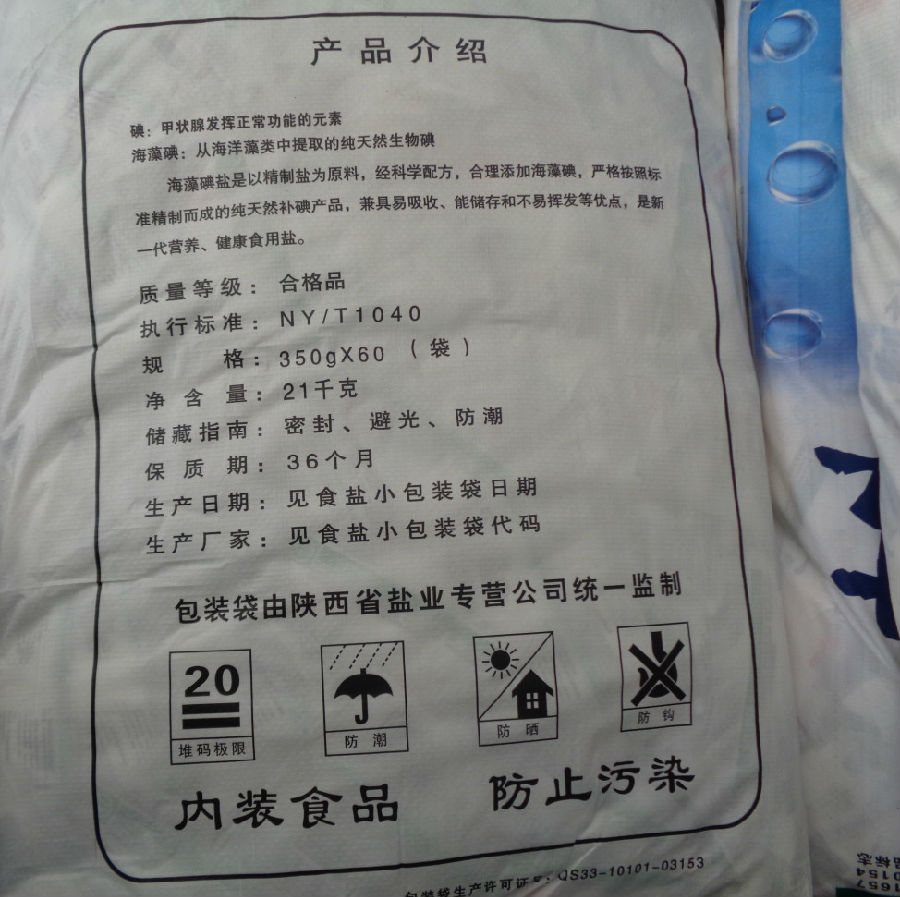 产品介绍
碘：甲状腺发挥正常功能的元素
海藻碘：从海洋藻类中提取的纯天然生物碘
海藻碘盐是以精制盐为原料，经科学配方，合理添加海藻碘，严格按照标
准精制而成的纯天然补碘产品，兼具易吸收、能储存和不易挥发等优点，是新
一代营养、健康食用盐。
质量等级：合格品
执行标准：NY/T1040
规格：350gX60（袋）
净含量：21千克
储藏指南：密封、避光、防潮
保质期：36个月
生产日期：见食盐小包装袋日期
生产厂家：见食盐小包装袋代码
包装袋由陕西省盐业专营公司统一监制
20
堆码极限
防潮
防晒
防钩
内装食品 防止污染
包装袋生产许可证号：QS33-10101-03153